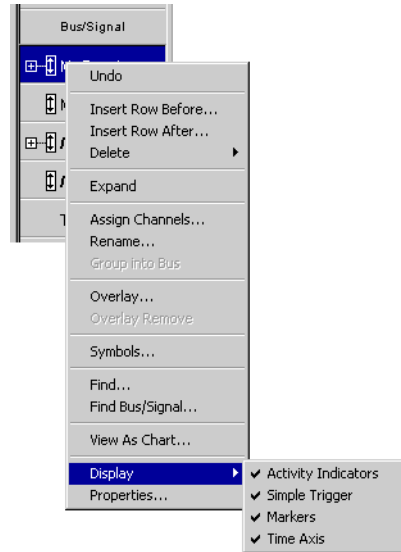 Bus/Signal
Undo
Insert Row Before...
Insert Row After...
Delete
Expand
Assign Channels...
Rename...
Group into Bus
Overlay...
Overlay Remove
Symbols...
Find...
Find Bus/Signal...
View As Chart...
Display
Properties...
Activity Indicators
Simple Trigger
Markers
Time Axis